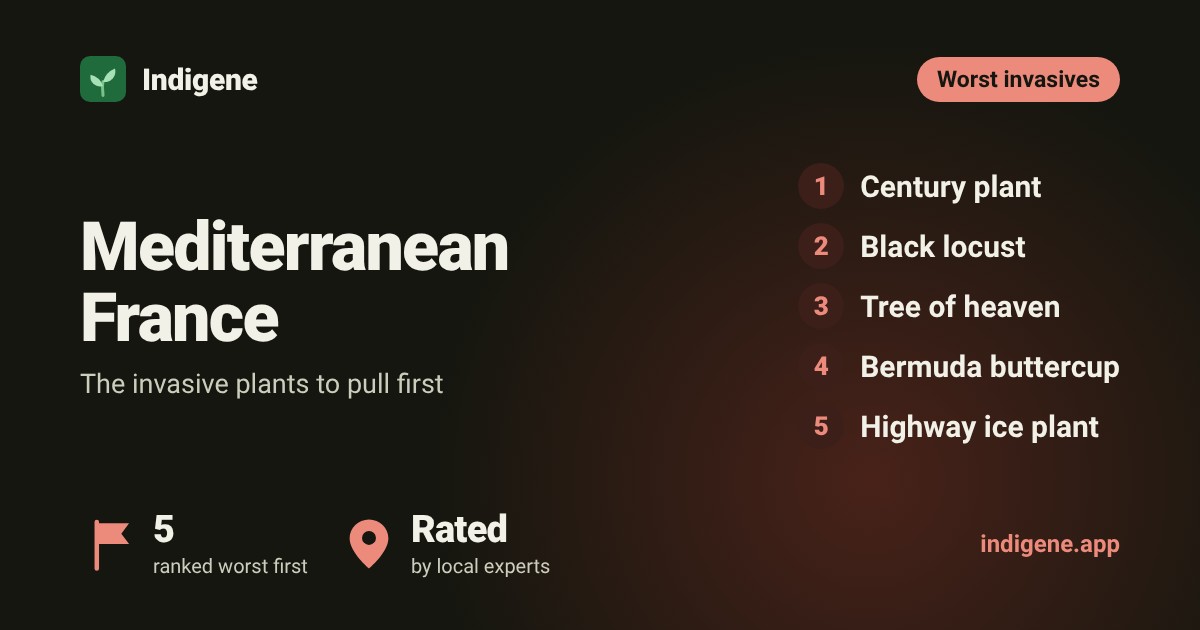 Indigene
Worst invasives
Mediterranean
France
The invasive plants to pull first
1 Century plant
2 Black locust
3 Tree of heaven
4 Bermuda buttercup
5 Highway ice plant
5
ranked worst first
Rated
by local experts
indigene.app